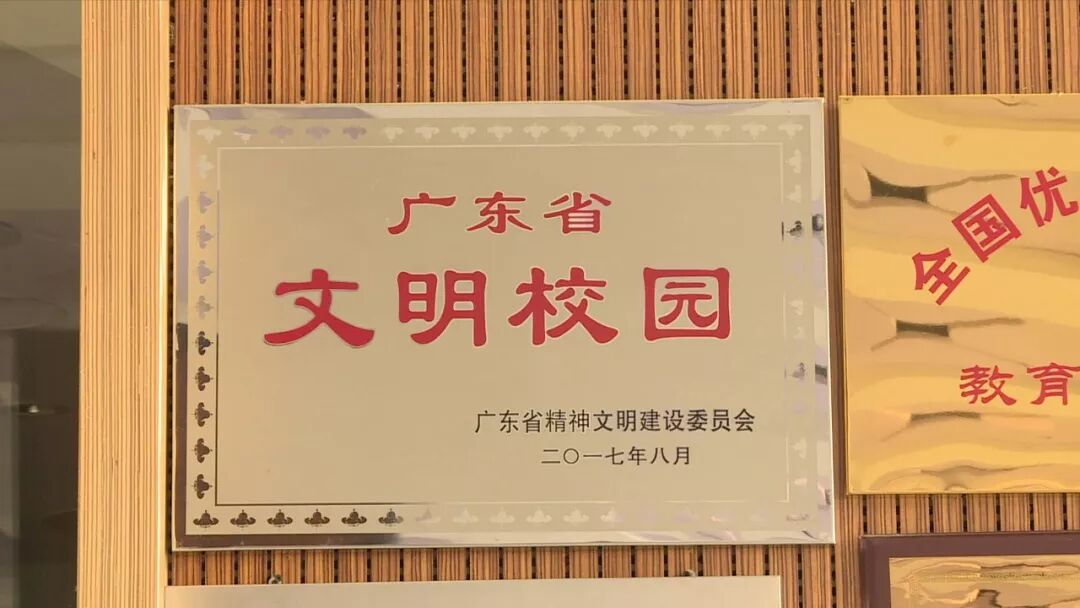 广东省
文明校园
广东省精神文明建设委员会
二〇一七年八月
全国优
教育